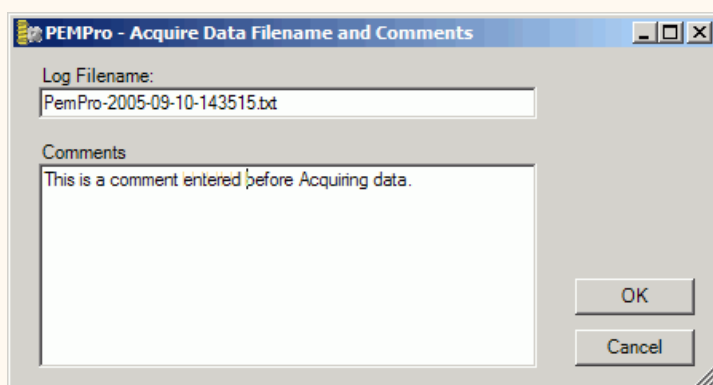 PEMPro - Acquire Data Filename and Comments
Log Filename:
PemPro-2005-09-10-143515.txt
Comments
This is a comment entered before Acquiring data.
OK
Cancel